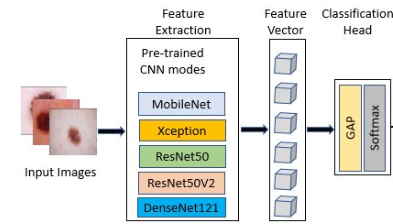 Feature
Extraction
Feature
Vector
Classification
Head
Pre-trained
CNN modes
MobileNet
Xception
ResNet50
ResNet50V2
DenseNet121
Input Images
GAP
Softmax